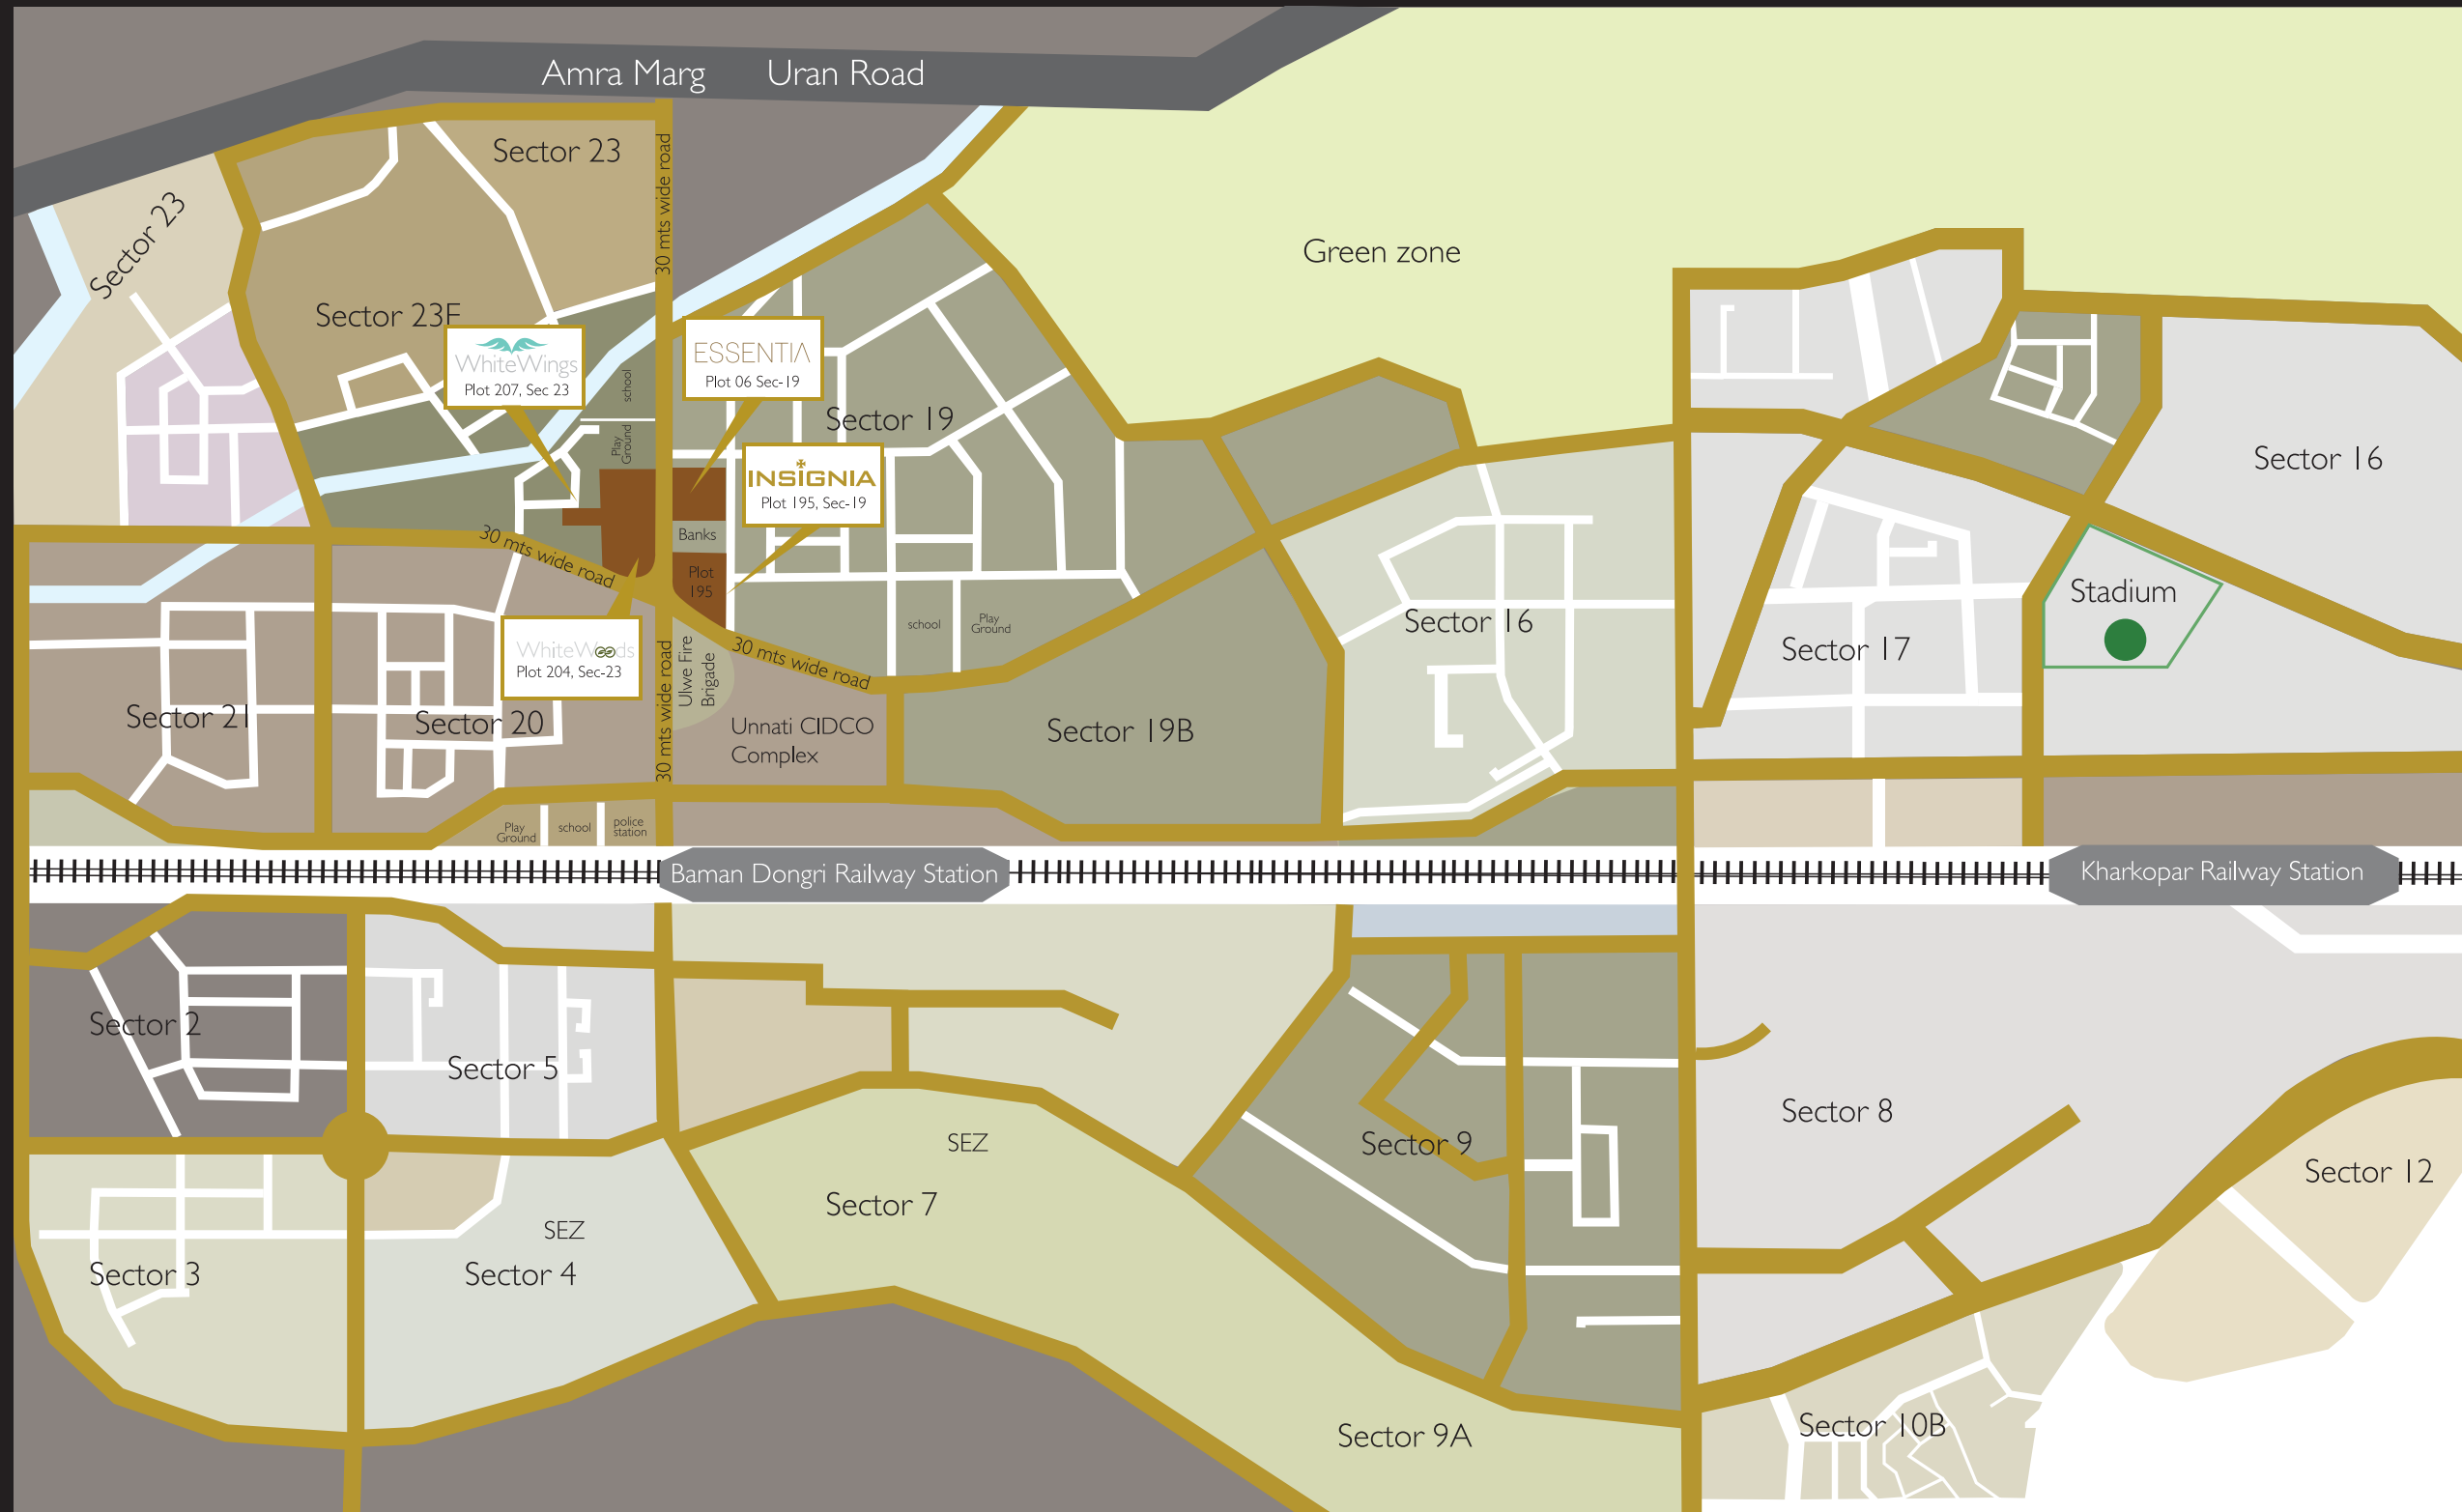 Amra Marg Uran Road
Sector 23
Sector 23
30 mts wide road
Green zone
Sector 23F
WhiteWings
Plot 207, Sec 23
ESSENTIA
Plot 06 Sec-19
school
Play
Ground
Sector 19
INSIGNIA
Plot 195, Sec-19
Sector 16
30 mts wide road
Banks
Plot
195
Stadium
school
Play
Ground
Sector 16
Sector 17
WhiteWoods
Plot 204, Sec-23
30 mts wide road
Ulwe Fire
Brigade
30 mts wide road
Sector 21
Sector 20
Unnati CIDCO
Complex
Sector 19B
Play
Ground
school
police
station
Baman Dongri Railway Station
Kharkopar Railway Station
Sector 2
Sector 5
Sector 8
SEZ
Sector 9
Sector 12
Sector 7
SEZ
Sector 3
Sector 4
Sector 9A
Sector 10B